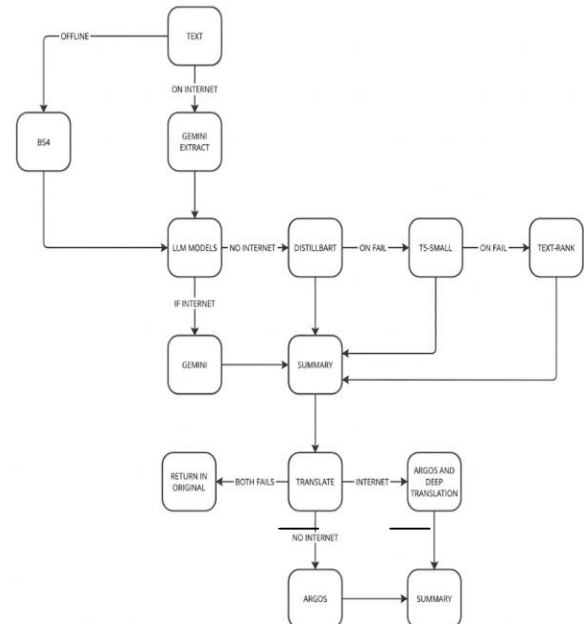 OFFLINE
TEXT
ON INTERNET
BS4
GEMINI
EXTRACT
LLM MODELS
NO INTERNET
DISTILLBART
ON FAIL
T5-SMALL
ON FAIL
TEXT-RANK
IF INTERNET
GEMINI
SUMMARY
RETURN IN
ORIGINAL
BOTH FAILS
TRANSLATE
INTERNET
ARGOS AND
DEEP
TRANSLATION
NO INTERNET
ARGOS
SUMMARY